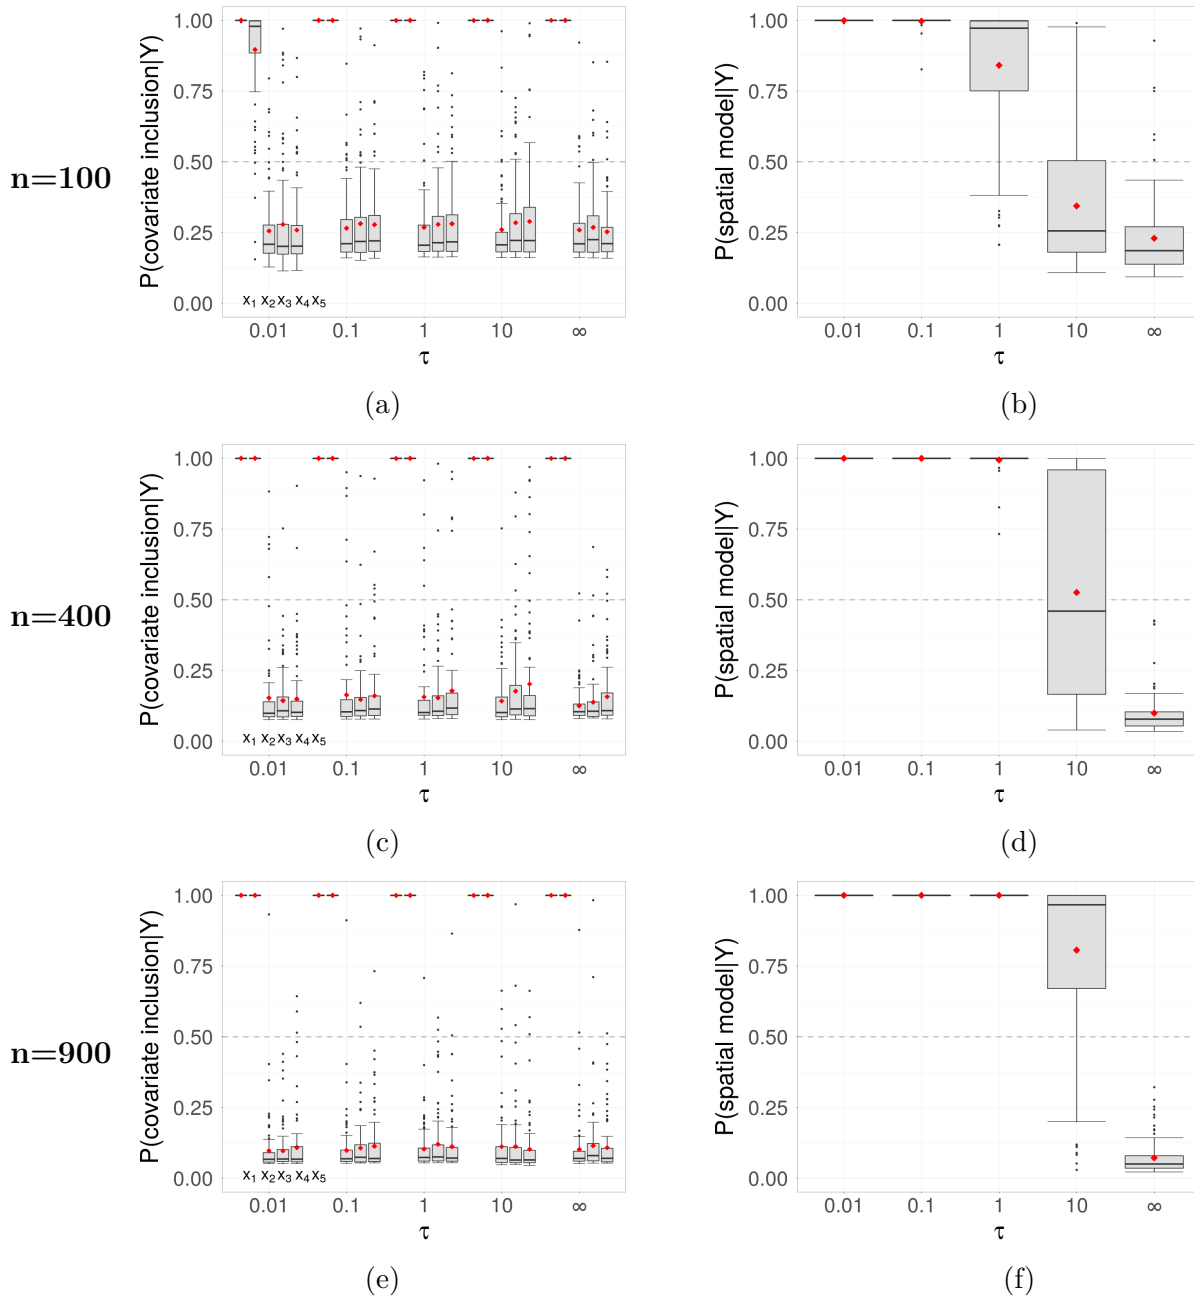 n=100
P(covariate inclusion|Y)
1.00
0.75
0.50
0.25
0.00
x₁ x₂ x₃ x₄ x₅
0.01 0.1 1 10 ∞
τ
(a)
P(spatial model|Y)
1.00
0.75
0.50
0.25
0.00
0.01 0.1 1 10 ∞
τ
(b)
n=400
P(covariate inclusion|Y)
1.00
0.75
0.50
0.25
0.00
x₁ x₂ x₃ x₄ x₅
0.01 0.1 1 10 ∞
τ
(c)
P(spatial model|Y)
1.00
0.75
0.50
0.25
0.00
0.01 0.1 1 10 ∞
τ
(d)
n=900
P(covariate inclusion|Y)
1.00
0.75
0.50
0.25
0.00
x₁ x₂ x₃ x₄ x₅
0.01 0.1 1 10 ∞
τ
(e)
P(spatial model|Y)
1.00
0.75
0.50
0.25
0.00
0.01 0.1 1 10 ∞
τ
(f)